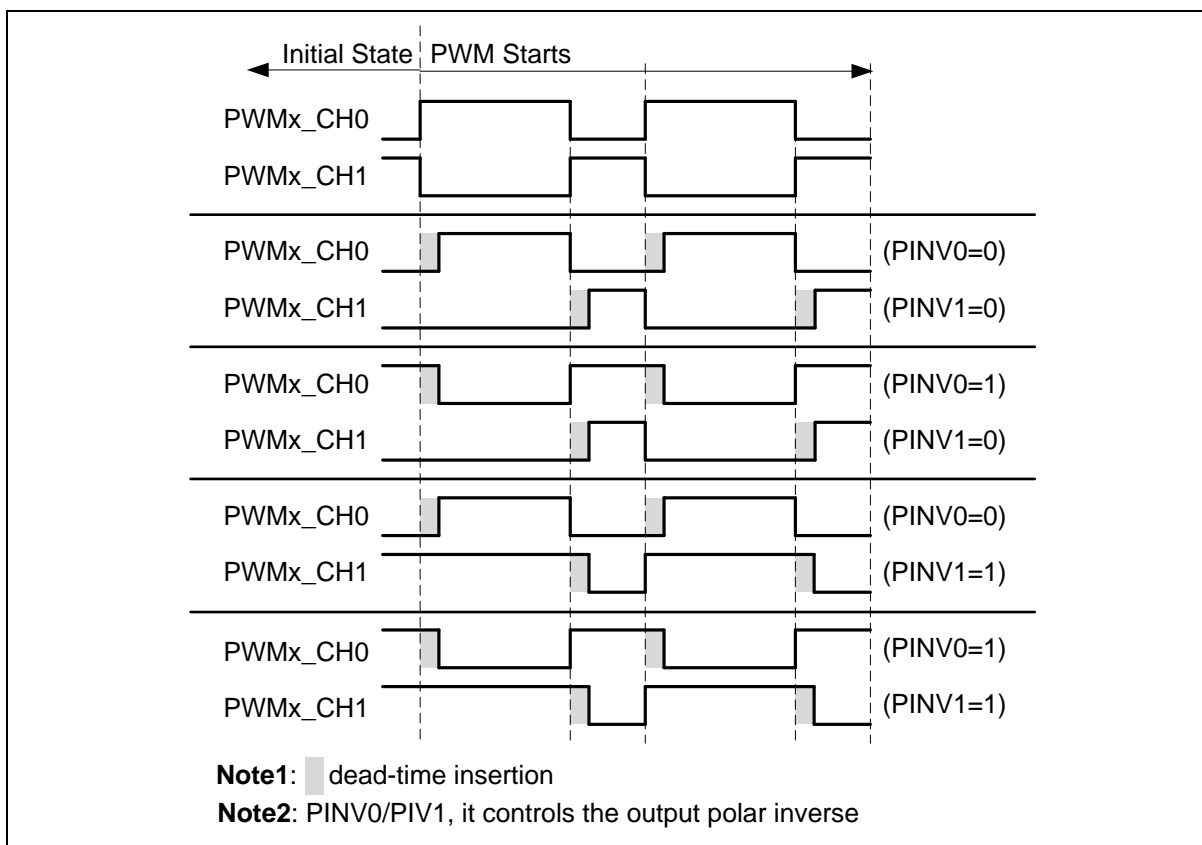 Initial State PWM Starts
PWMx_CH0
PWMx_CH1
PWMx_CH0 (PINV0=0)
PWMx_CH1 (PINV1=0)
PWMx_CH0 (PINV0=1)
PWMx_CH1 (PINV1=0)
PWMx_CH0 (PINV0=0)
PWMx_CH1 (PINV1=1)
PWMx_CH0 (PINV0=1)
PWMx_CH1 (PINV1=1)
Note1: dead-time insertion
Note2: PINV0/PIV1, it controls the output polar inverse